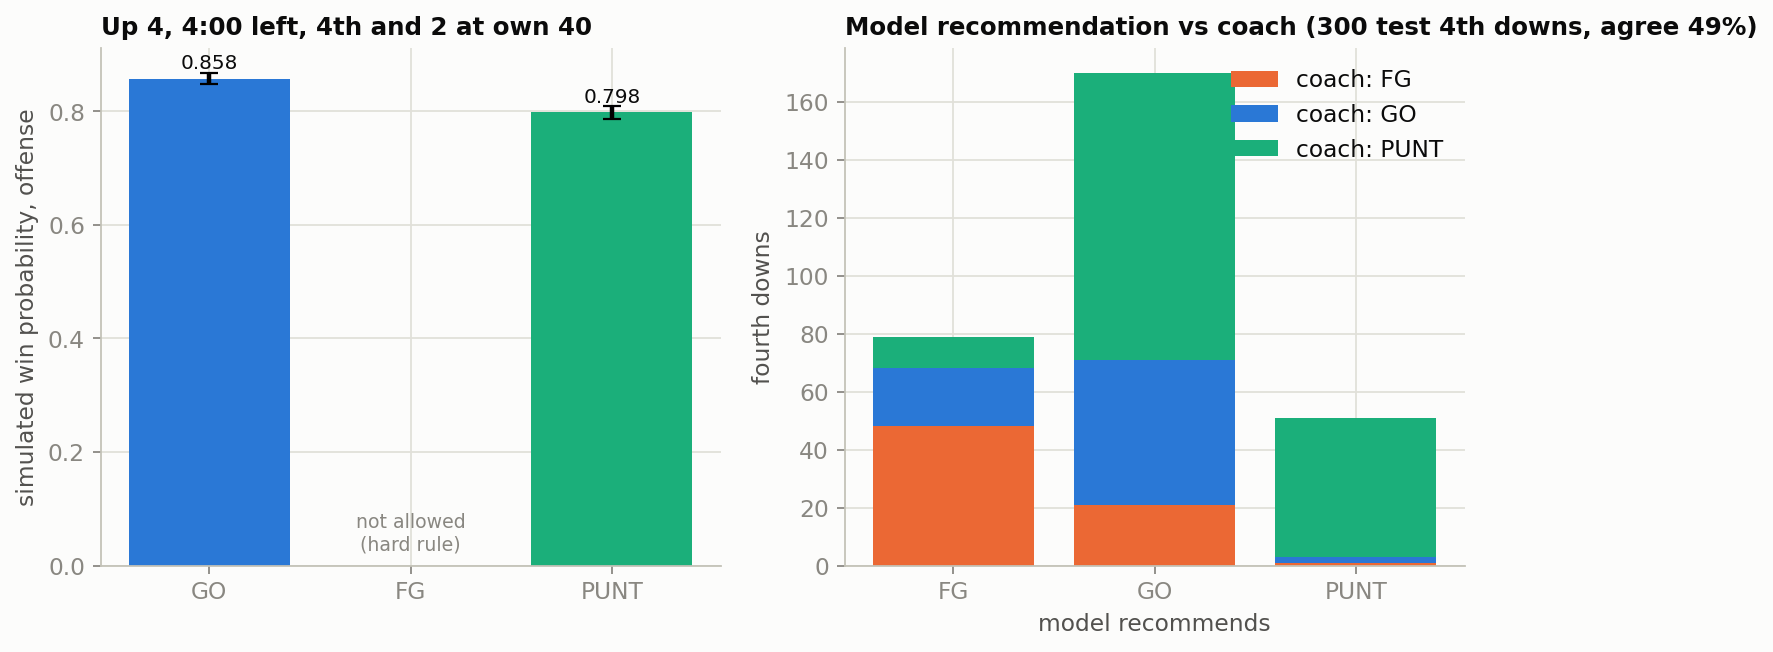 Up 4, 4:00 left, 4th and 2 at own 40
simulated win probability, offense
0.8
0.6
0.4
0.2
0.0
0.858
0.798
not allowed
(hard rule)
GO
FG
PUNT
Model recommendation vs coach (300 test 4th downs, agree 49%)
fourth downs
160
140
120
100
80
60
40
20
0
coach: FG
coach: GO
coach: PUNT
FG
GO
PUNT
model recommends